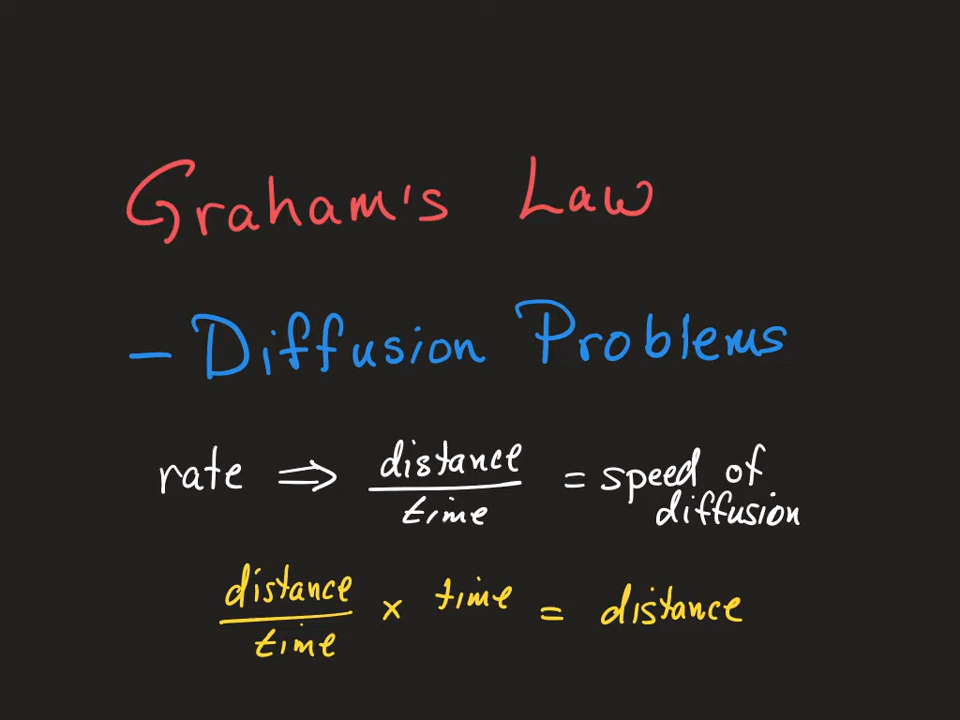 Graham's Law
- Diffusion Problems
rate ⇒ distance/time = speed of diffusion
distance/time × time = distance